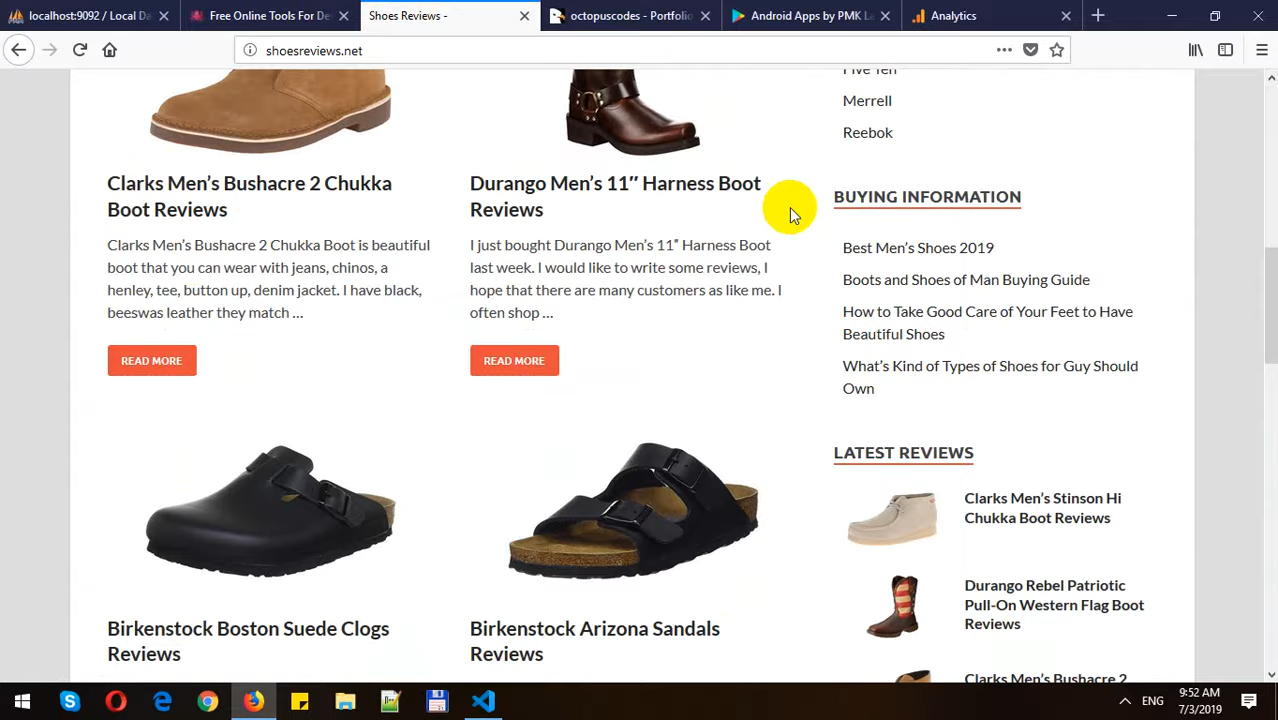 localhost:9092 / Local Da
Free Online Tools For De
Shoes Reviews -
octopuscodes - Portfolio
Android Apps by PMK La
Analytics
shoesreviews.net
Five Ten
Merrell
Reebok
Clarks Men’s Bushacre 2 Chukka
Boot Reviews
Clarks Men’s Bushacre 2 Chukka Boot is beautiful
boot that you can wear with jeans, chinos, a
henley, tee, button up, denim jacket. I have black,
beeswas leather they match ...
READ MORE
Durango Men’s 11″ Harness Boot
Reviews
I just bought Durango Men’s 11″ Harness Boot
last week. I would like to write some reviews, I
hope that there are many customers as like me. I
often shop ...
READ MORE
BUYING INFORMATION
Best Men’s Shoes 2019
Boots and Shoes of Man Buying Guide
How to Take Good Care of Your Feet to Have
Beautiful Shoes
What’s Kind of Types of Shoes for Guy Should
Own
LATEST REVIEWS
Clarks Men’s Stinson Hi
Chukka Boot Reviews
Durango Rebel Patriotic
Pull-On Western Flag Boot
Reviews
Clarks Men’s Bushacre 2
Birkenstock Boston Suede Clogs
Reviews
Birkenstock Arizona Sandals
Reviews
ENG
9:52 AM
7/3/2019